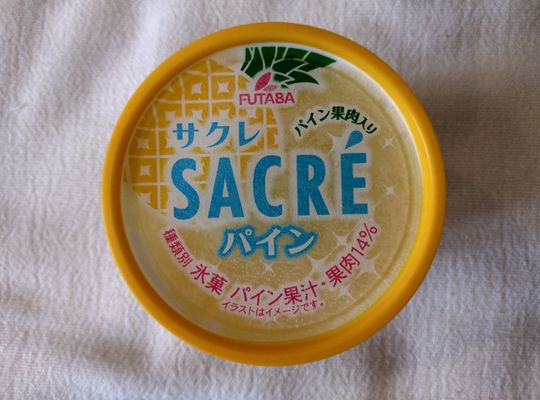 FUTABA
サクレ
パイン果肉入り
SACRÉ
パイン
種類別 氷菓 パイン果汁・果肉14%
イラストはイメージです。